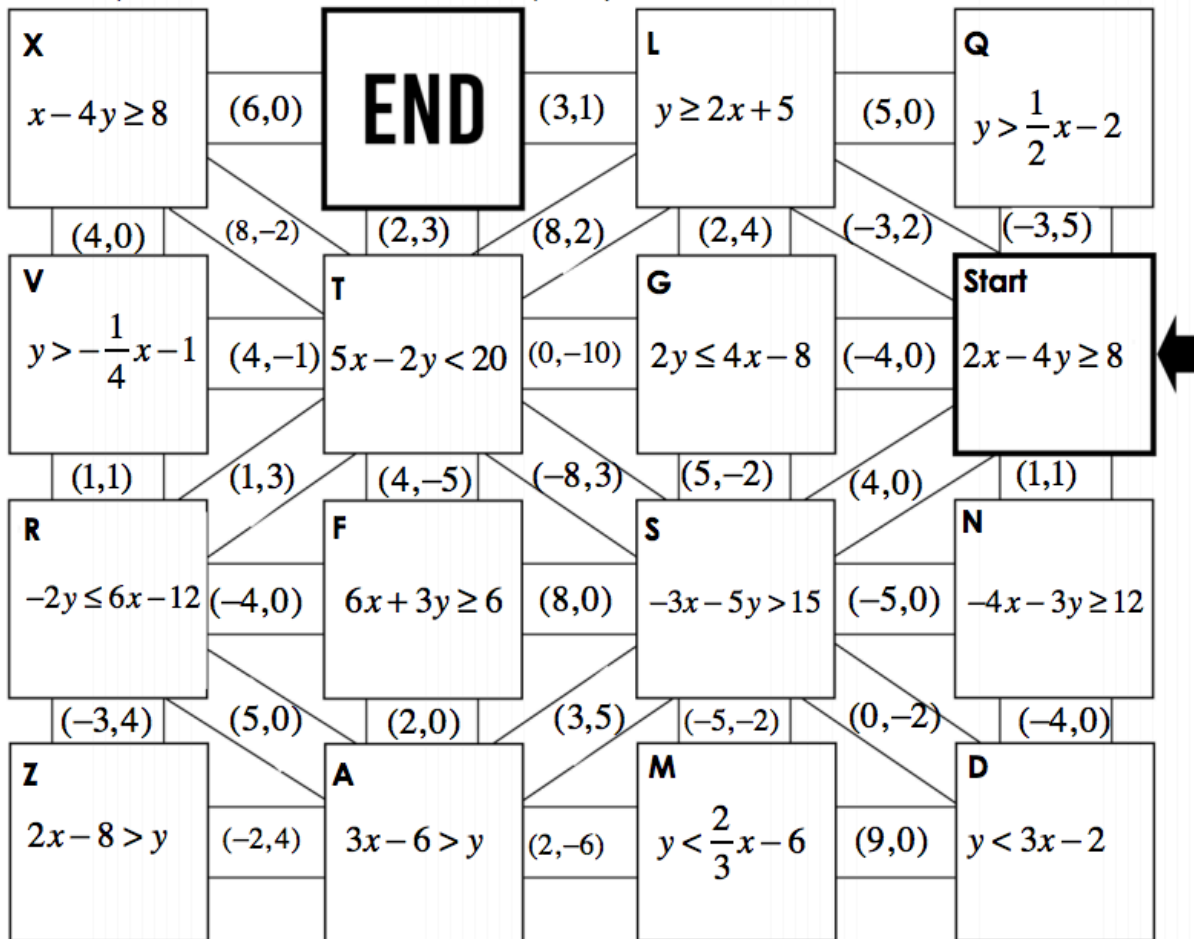 X
x − 4y ≥ 8
(6,0)
END
(3,1)
L
y ≥ 2x + 5
(5,0)
Q
y > 1/2 x − 2
(4,0)
(8,−2)
(2,3)
(8,2)
(2,4)
(−3,2)
(−3,5)
V
y > − 1/4 x − 1
(4,−1)
T
5x − 2y < 20
(0,−10)
G
2y ≤ 4x − 8
(−4,0)
Start
2x − 4y ≥ 8
(1,1)
(1,3)
(4,−5)
(−8,3)
(5,−2)
(4,0)
(1,1)
R
−2y ≤ 6x − 12
(−4,0)
F
6x + 3y ≥ 6
(8,0)
S
−3x − 5y > 15
(−5,0)
N
−4x − 3y ≥ 12
(−3,4)
(5,0)
(2,0)
(3,5)
(−5,−2)
(0,−2)
(−4,0)
Z
2x − 8 > y
(−2,4)
A
3x − 6 > y
(2,−6)
M
y < 2/3 x − 6
(9,0)
D
y < 3x − 2